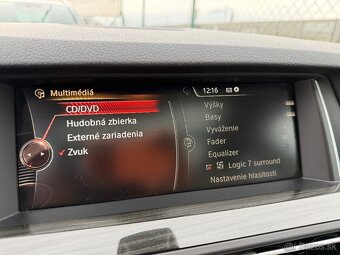 Multimédiá
12:16
CD/DVD
Hudobná zbierka
Externé zariadenia
Zvuk
Výšky
Basy
Vyváženie
Fader
Equalizer
Logic 7 surround
Nastavenie hlasitosti